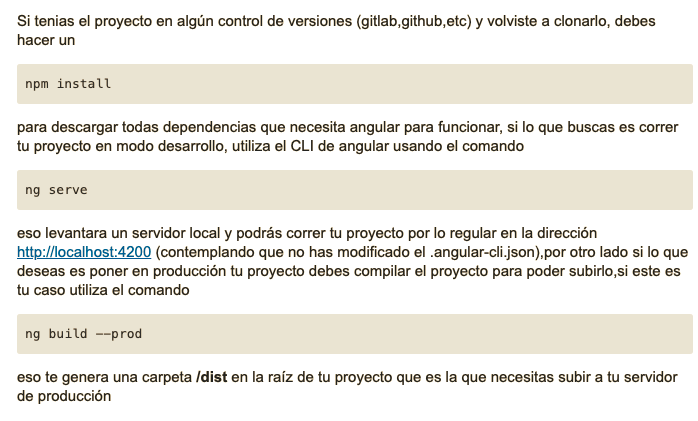 Si tenias el proyecto en algún control de versiones (gitlab,github,etc) y volviste a clonarlo, debes
hacer un
npm install
para descargar todas dependencias que necesita angular para funcionar, si lo que buscas es correr
tu proyecto en modo desarrollo, utiliza el CLI de angular usando el comando
ng serve
eso levantara un servidor local y podrás correr tu proyecto por lo regular en la dirección
http://localhost:4200 (contemplando que no has modificado el .angular-cli.json),por otro lado si lo que
deseas es poner en producción tu proyecto debes compilar el proyecto para poder subirlo,si este es
tu caso utiliza el comando
ng build --prod
eso te genera una carpeta /dist en la raíz de tu proyecto que es la que necesitas subir a tu servidor
de producción